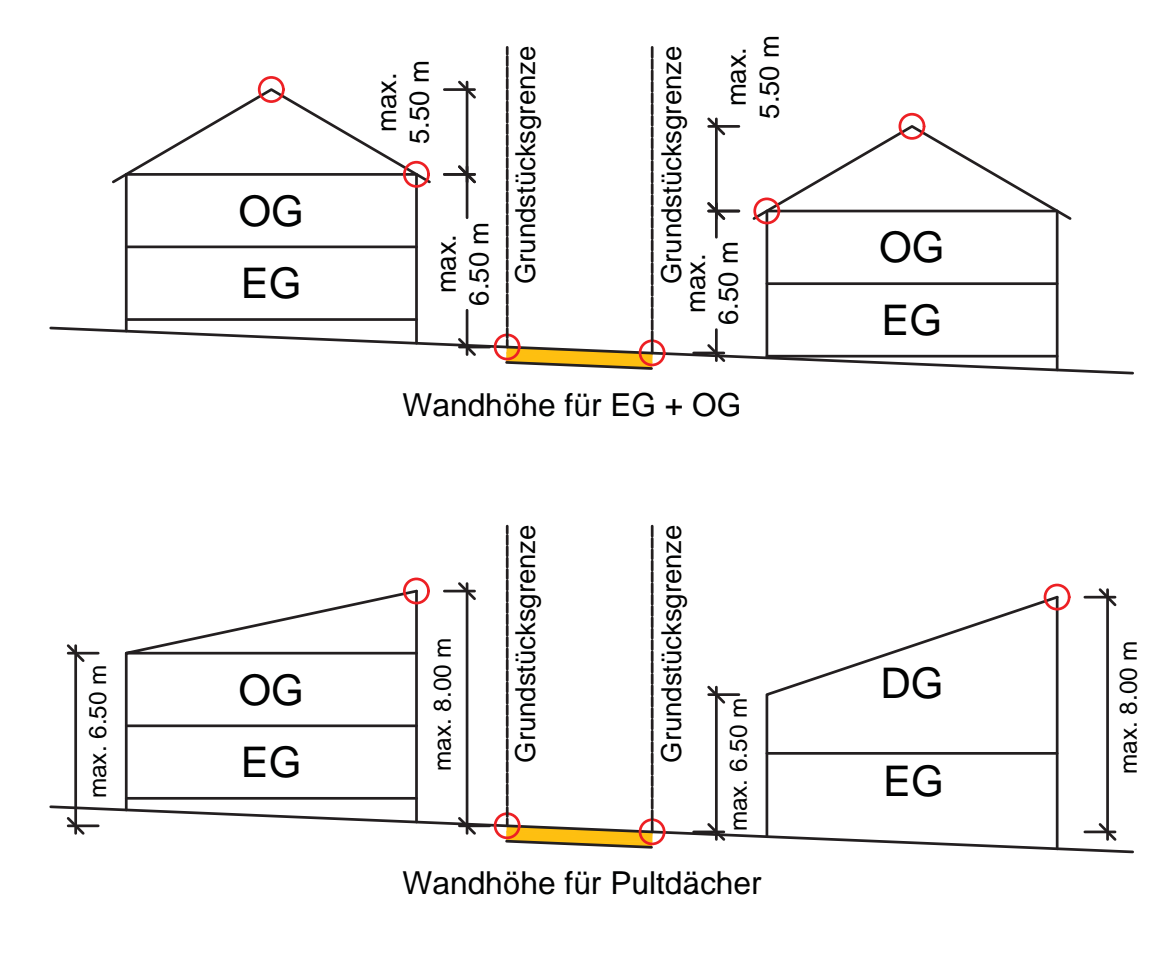 max.
5.50 m
OG
EG
max.
6.50 m
Grundstücksgrenze
Grundstücksgrenze
max.
5.50 m
max.
6.50 m
OG
EG
Wandhöhe für EG + OG
max. 6.50 m
OG
EG
max. 8.00 m
Grundstücksgrenze
Grundstücksgrenze
max. 6.50 m
DG
EG
max. 8.00 m
Wandhöhe für Pultdächer